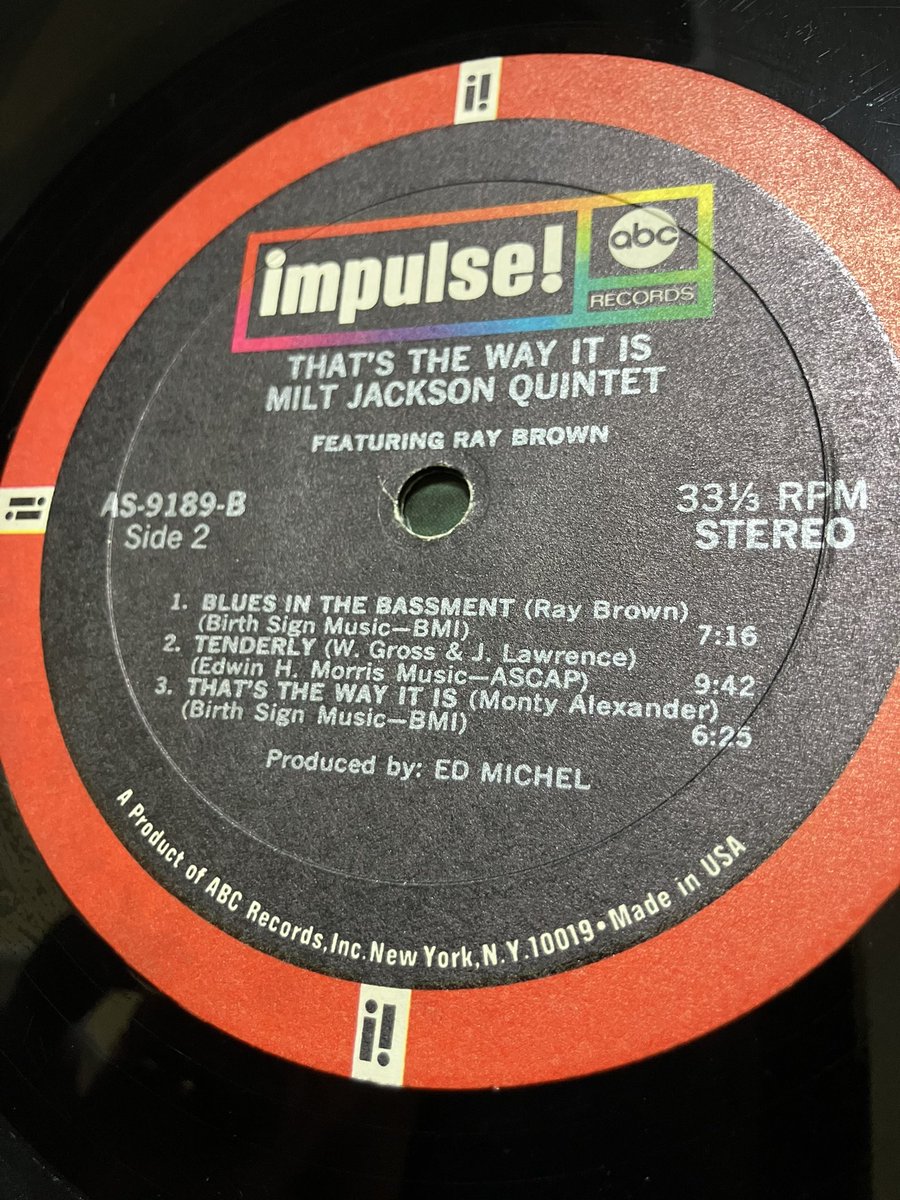 i!
impulse!
abc
RECORDS
THAT'S THE WAY IT IS
MILT JACKSON QUINTET
FEATURING RAY BROWN
i!
AS-9189-B
Side 2
33⅓ RPM
STEREO
1. BLUES IN THE BASSMENT (Ray Brown)
(Birth Sign Music—BMI) 7:16
2. TENDERLY (W. Gross & J. Lawrence)
(Edwin H. Morris Music—ASCAP) 9:42
3. THAT'S THE WAY IT IS (Monty Alexander)
(Birth Sign Music—BMI) 6:25
Produced by: ED MICHEL
A Product of ABC Records, Inc. New York, N.Y. 10019 • Made in USA
i!